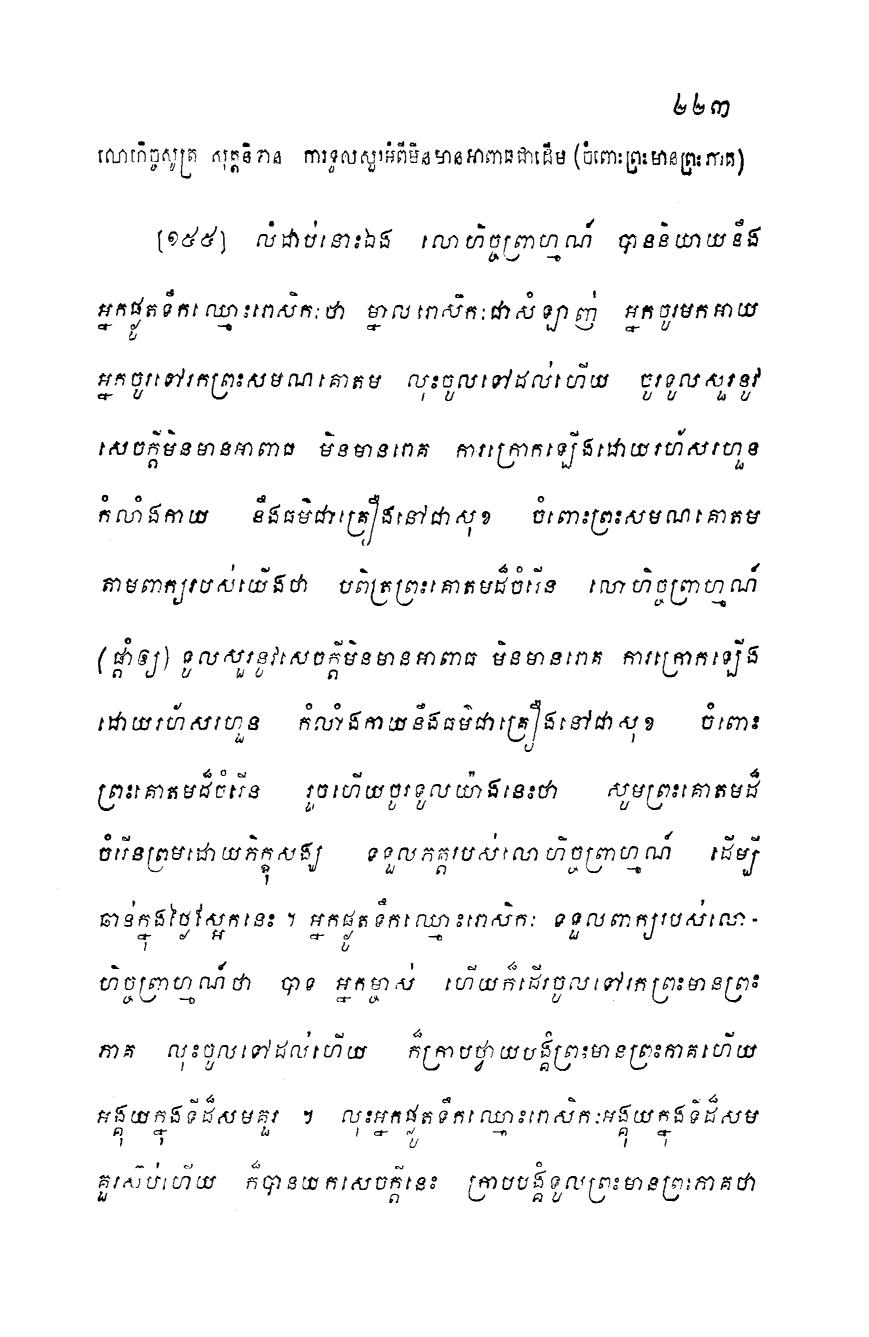 ២២៣
លោហិច្ចសូត្រ សុត្តនិទាន ការទូលសួរអំពីមិនមានអាពាធជាដើម (ចំពោះព្រះមានព្រះភាគ)
[១៥៥] លំដាប់នោះឯង លោហិច្ចព្រាហ្មណ៍ បាននិយាយនឹង
អ្នកផ្លូតទឹកឈ្មោះរោសិកៈថា ម្នាលរោសិកៈជាសំឡាញ់ អ្នកចូរមកអាយ
អ្នកចូរទៅរកព្រះសមណគោតម លុះចូលទៅដល់ហើយ ចូរទូលសួរនូវ
សេចក្តីមិនមានអាពាធ មិនមានរោគ ការក្រោកឡើងដោយរហ័សរហួន
កំលាំងកាយ នឹងធម៌ជាគ្រឿងនៅជាសុខ ចំពោះព្រះសមណគោតម
តាមពាក្យរបស់យើងថា បពិត្រព្រះគោតមដ៏ចំរើន លោហិច្ចព្រាហ្មណ៍
(ផ្តាំឲ្យ) ទូលសួរនូវសេចក្តីមិនមានអាពាធ មិនមានរោគ ការក្រោកឡើង
ដោយរហ័សរហួន កំលាំងកាយនឹងធម៌ជាគ្រឿងនៅជាសុខ ចំពោះ
ព្រះគោតមដ៏ចំរើន រួចហើយចូរទូលយ៉ាងនេះថា សូមព្រះគោតមដ៏
ចំរើនព្រមដោយភិក្ខុសង្ឃ ទទួលភត្តរបស់លោហិច្ចព្រាហ្មណ៍ ដើម្បី
ឆាន់ក្នុងថ្ងៃស្អែកនេះ ។ អ្នកផ្លូតទឹកឈ្មោះរោសិកៈ ទទួលពាក្យរបស់លោ-
ហិច្ចព្រាហ្មណ៍ថា បាទ អ្នកម្ចាស់ ហើយក៏ដើរចូលទៅរកព្រះមានព្រះ
ភាគ លុះចូលទៅដល់ហើយ ក៏ក្រាបថ្វាយបង្គំព្រះមានព្រះភាគហើយ
អង្គុយក្នុងទីដ៏សមគួរ ។ លុះអ្នកផ្លូតទឹកឈ្មោះរោសិកៈអង្គុយក្នុងទីដ៏សម
គួរស៊ប់ហើយ ក៏បានយកសេចក្តីនេះ ក្រាបបង្គំទូលព្រះមានព្រះភាគថា